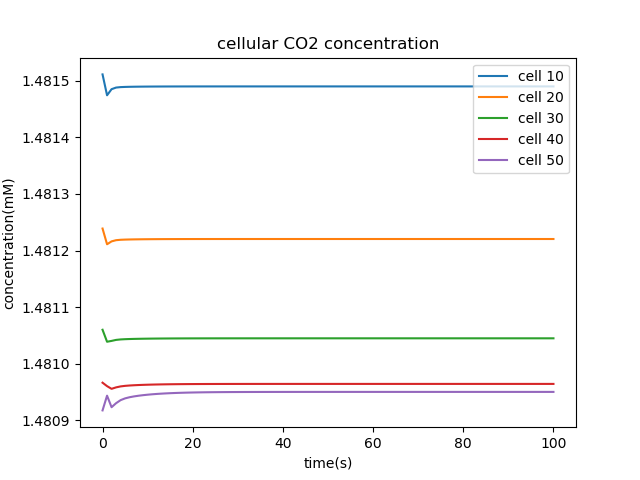 cellular CO2 concentration
concentration(mM)
1.4815
1.4814
1.4813
1.4812
1.4811
1.4810
1.4809
cell 10
cell 20
cell 30
cell 40
cell 50
0 20 40 60 80 100
time(s)